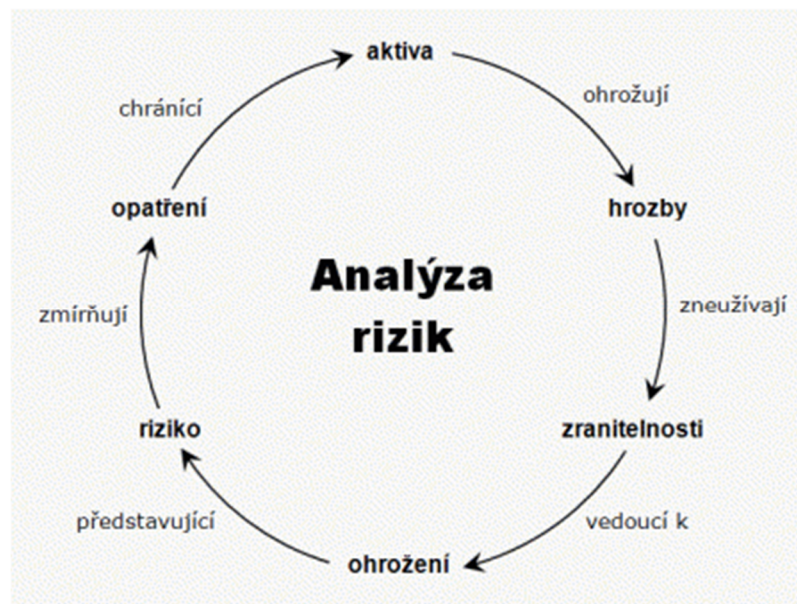 aktiva
ohrožují
hrozby
zneužívají
zranitelnosti
vedoucí k
ohrožení
představující
riziko
zmírňují
opatření
chránící
Analýza
rizik